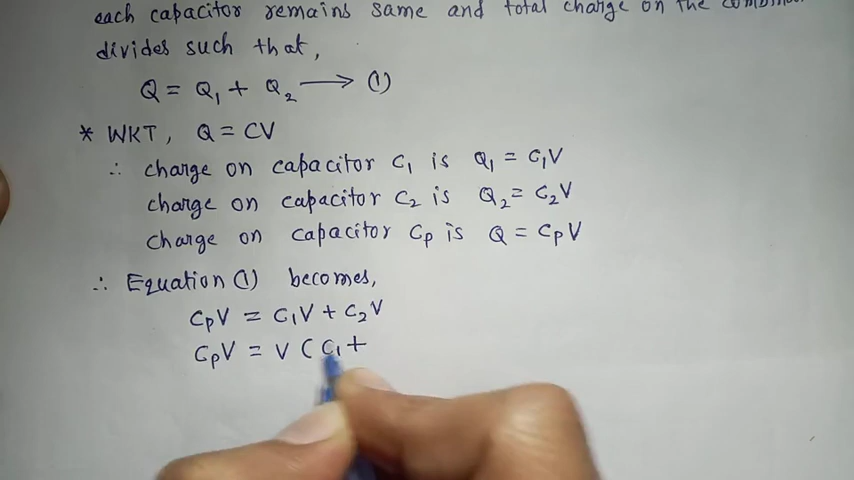 each capacitor remains same and total charge on the
divides such that,
Q = Q₁ + Q₂ ⟶ (1)
* WKT, Q = CV
∴ charge on capacitor C₁ is Q₁ = C₁V
charge on capacitor C₂ is Q₂ = C₂V
charge on capacitor Cₚ is Q = CₚV
∴ Equation (1) becomes,
CₚV = C₁V + C₂V
CₚV = V (C₁ +